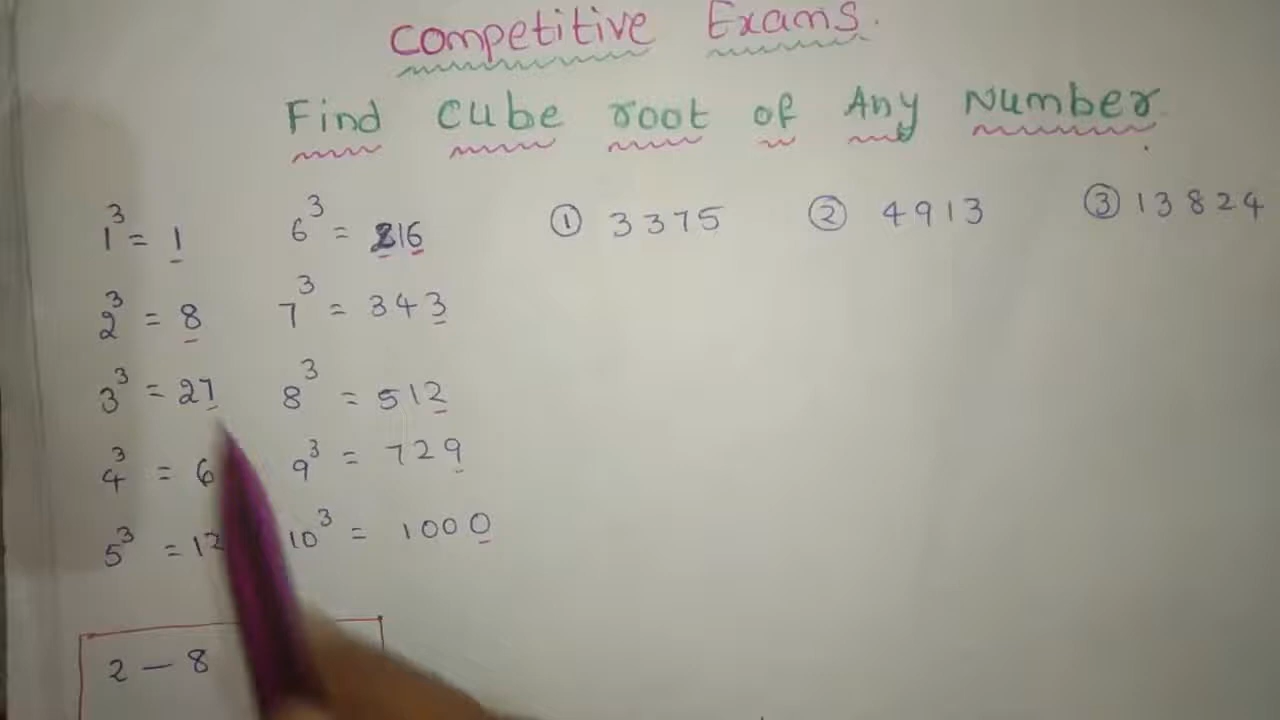 Competitive Exams.
Find cube root of Any Number
1³ = 1
2³ = 8
3³ = 27
4³ = 6
5³ = 12
6³ = 216
7³ = 343
8³ = 512
9³ = 729
10³ = 1000
① 3375 ② 4913 ③ 13824
2 — 8